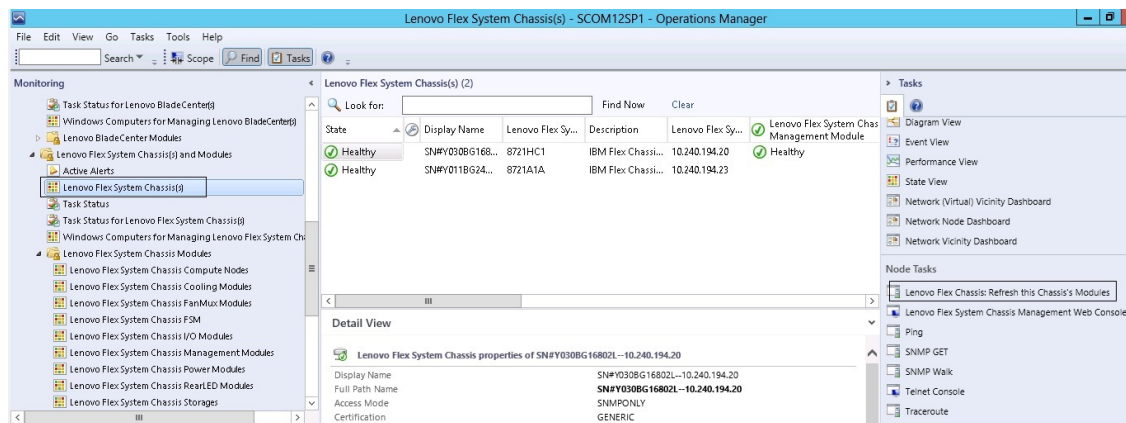 Lenovo Flex System Chassis(s) - SCOM12SP1 - Operations Manager
File Edit View Go Tasks Tools Help
Search Scope Find Tasks
Monitoring
Task Status for Lenovo BladeCenter(s)
Windows Computers for Managing Lenovo BladeCenter(s)
Lenovo BladeCenter Modules
Lenovo Flex System Chassis(s) and Modules
Active Alerts
Lenovo Flex System Chassis(s)
Task Status
Task Status for Lenovo Flex System Chassis(s)
Windows Computers for Managing Lenovo Flex System Ch
Lenovo Flex System Chassis Modules
Lenovo Flex System Chassis Compute Nodes
Lenovo Flex System Chassis Cooling Modules
Lenovo Flex System Chassis FanMux Modules
Lenovo Flex System Chassis FSM
Lenovo Flex System Chassis I/O Modules
Lenovo Flex System Chassis Management Modules
Lenovo Flex System Chassis Power Modules
Lenovo Flex System Chassis RearLED Modules
Lenovo Flex System Chassis Storages
Lenovo Flex System Chassis(s) (2)
Look for: Find Now Clear
State Display Name Lenovo Flex Sy... Description Lenovo Flex Sy... Lenovo Flex System Chas
Management Module
Healthy SN#Y030BG168... 8721HC1 IBM Flex Chassi... 10.240.194.20 Healthy
Healthy SN#Y011BG24... 8721A1A IBM Flex Chassi... 10.240.194.23
Detail View
Lenovo Flex System Chassis properties of SN#Y030BG16802L--10.240.194.20
Display Name SN#Y030BG16802L--10.240.194.20
Full Path Name SN#Y030BG16802L--10.240.194.20
Access Mode SNMPONLY
Certification GENERIC
Tasks
Diagram View
Event View
Performance View
State View
Network (Virtual) Vicinity Dashboard
Network Node Dashboard
Network Vicinity Dashboard
Node Tasks
Lenovo Flex Chassis: Refresh this Chassis's Modules
Lenovo Flex System Chassis Management Web Console
Ping
SNMP GET
SNMP Walk
Telnet Console
Traceroute